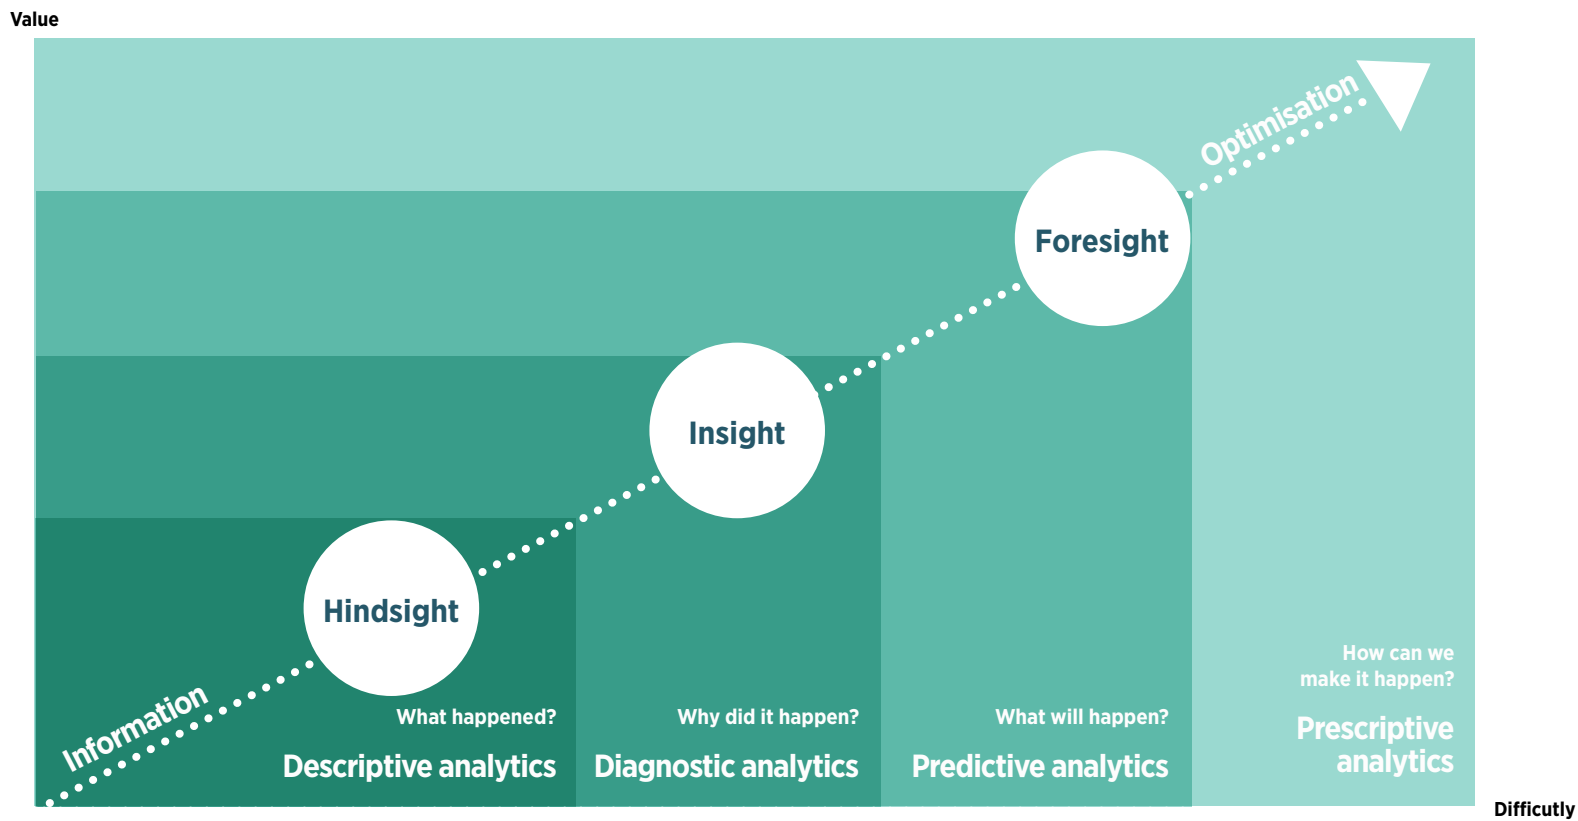 Value
Optimisation
Foresight
Insight
Hindsight
Information
What happened?
Descriptive analytics
Why did it happen?
Diagnostic analytics
What will happen?
Predictive analytics
How can we
make it happen?
Prescriptive
analytics
Difficutly